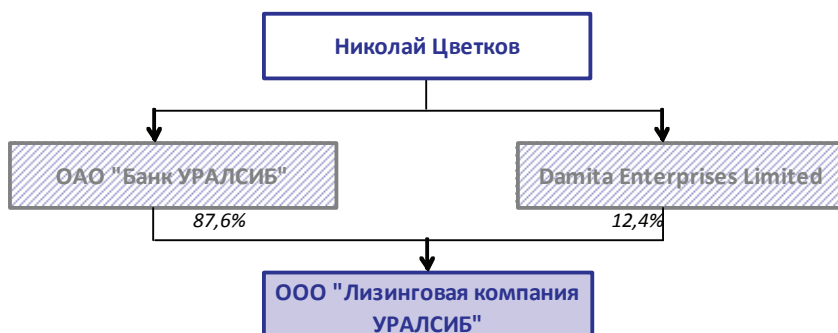 Николай Цветков
ОАО "Банк УРАЛСИБ"
Damita Enterprises Limited
87,6%
12,4%
ООО "Лизинговая компания
УРАЛСИБ"